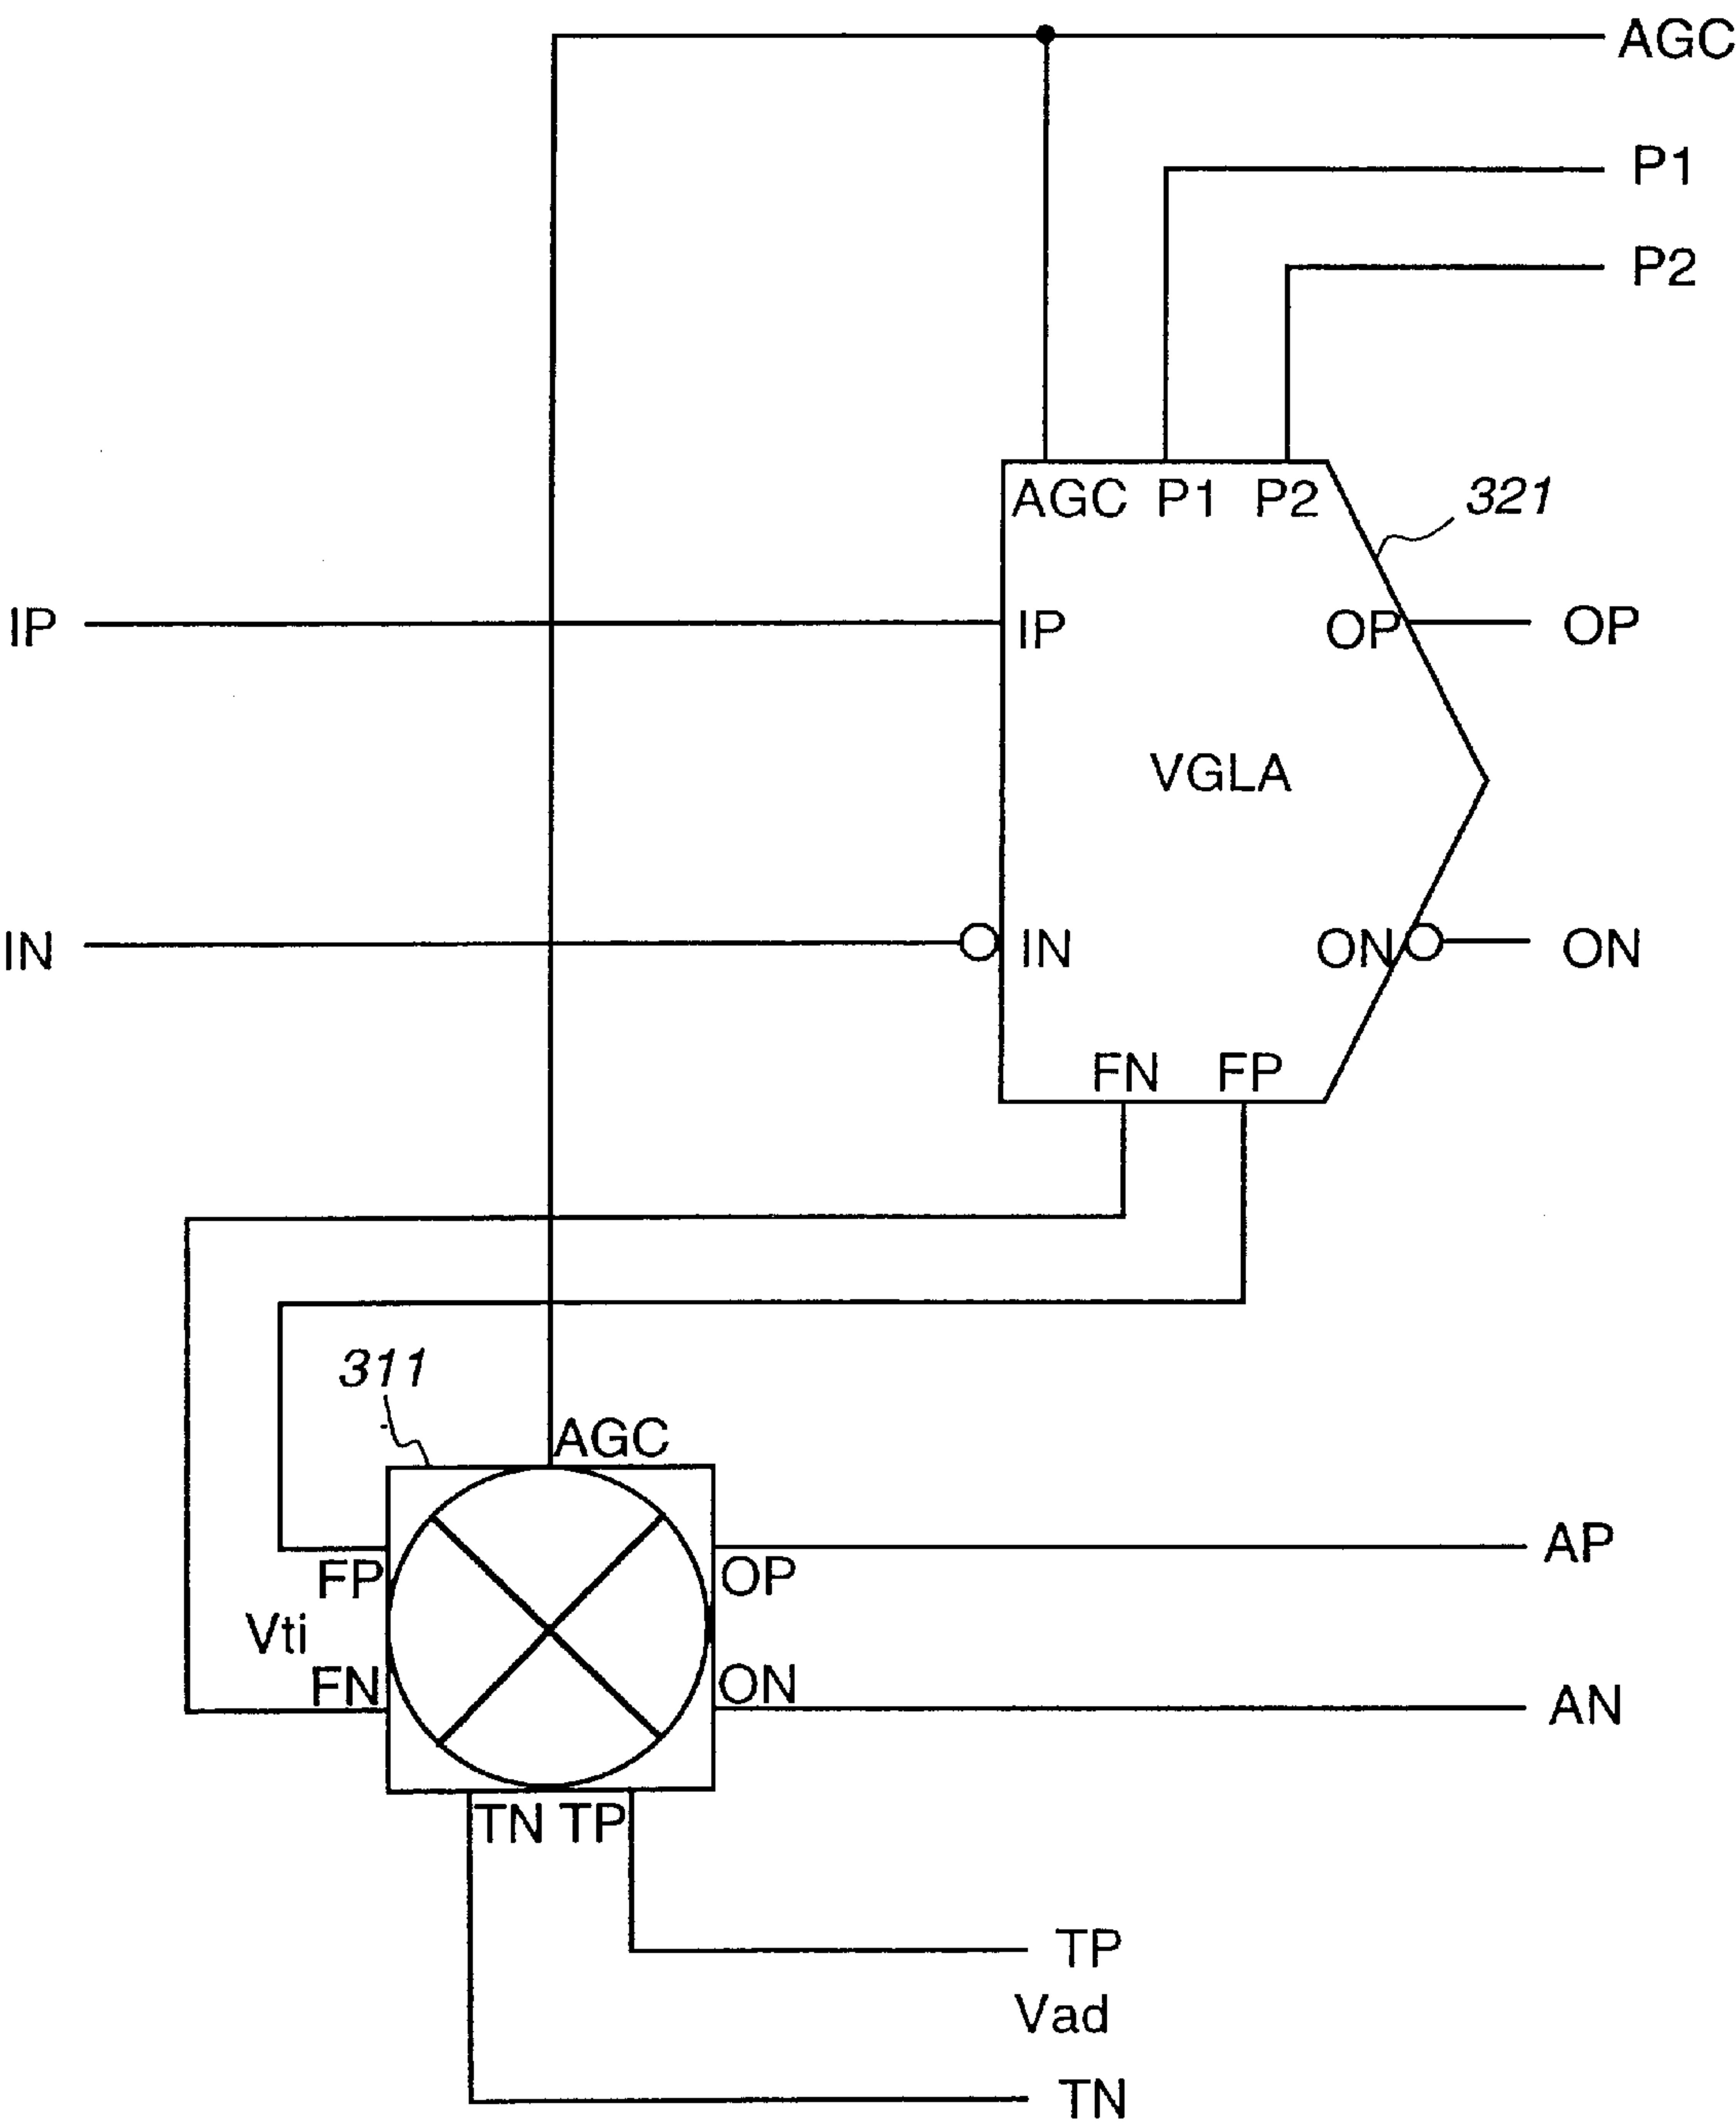 AGC
P1
P2
AGC P1 P2
321
IP
IP
OP
OP
VGLA
IN
IN
ON
ON
FN FP
311
AGC
FP
OP
AP
Vti
FN
ON
AN
TN TP
TP
Vad
TN